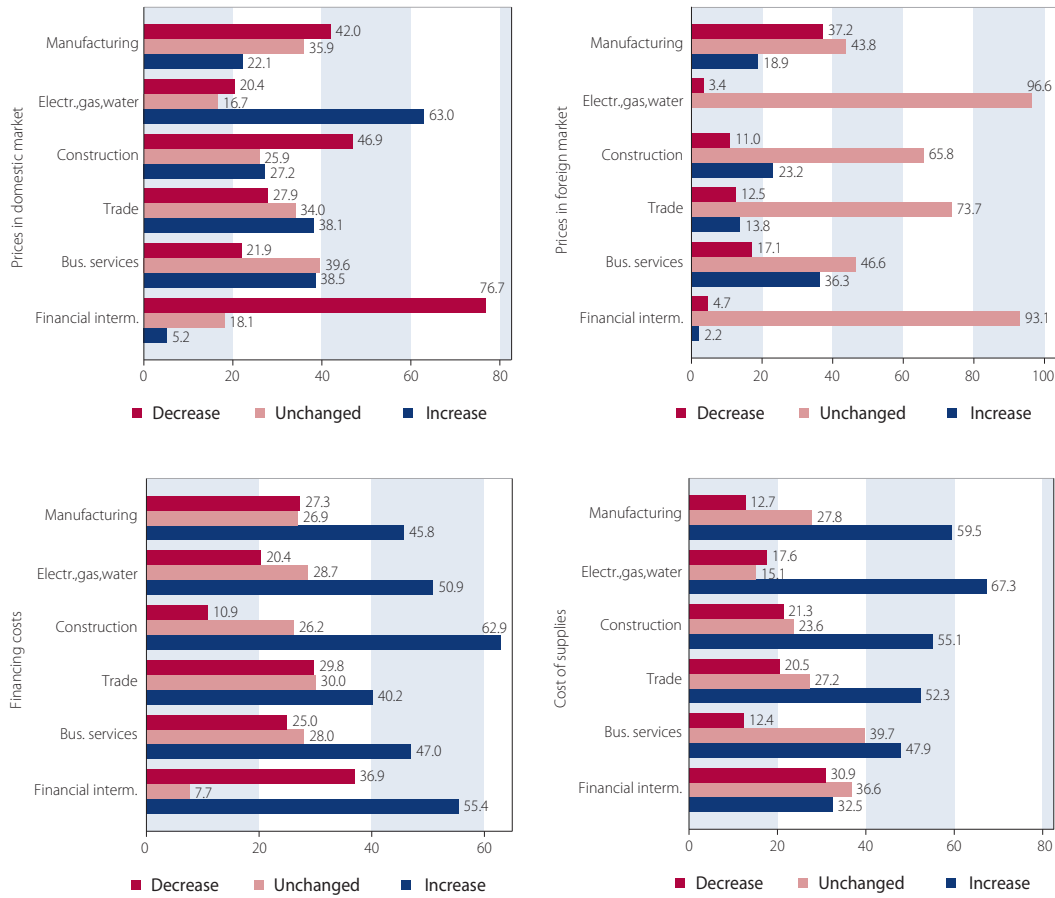 Prices in domestic market
Manufacturing
42.0
35.9
22.1
Electr.,gas,water
20.4
16.7
63.0
Construction
46.9
25.9
27.2
Trade
27.9
34.0
38.1
Bus. services
21.9
39.6
38.5
Financial interm.
76.7
18.1
5.2
0 20 40 60 80
Decrease Unchanged Increase
Prices in foreign market
Manufacturing
37.2
43.8
18.9
Electr.,gas,water
3.4
96.6
Construction
11.0
65.8
23.2
Trade
12.5
73.7
13.8
Bus. services
17.1
46.6
36.3
Financial interm.
4.7
93.1
2.2
0 20 40 60 80 100
Decrease Unchanged Increase
Financing costs
Manufacturing
27.3
26.9
45.8
Electr.,gas,water
20.4
28.7
50.9
Construction
10.9
26.2
62.9
Trade
29.8
30.0
40.2
Bus. services
25.0
28.0
47.0
Financial interm.
36.9
7.7
55.4
0 20 40 60
Decrease Unchanged Increase
Cost of supplies
Manufacturing
12.7
27.8
59.5
Electr.,gas,water
17.6
15.1
67.3
Construction
21.3
23.6
55.1
Trade
20.5
27.2
52.3
Bus. services
12.4
39.7
47.9
Financial interm.
30.9
36.6
32.5
0 20 40 60 80
Decrease Unchanged Increase